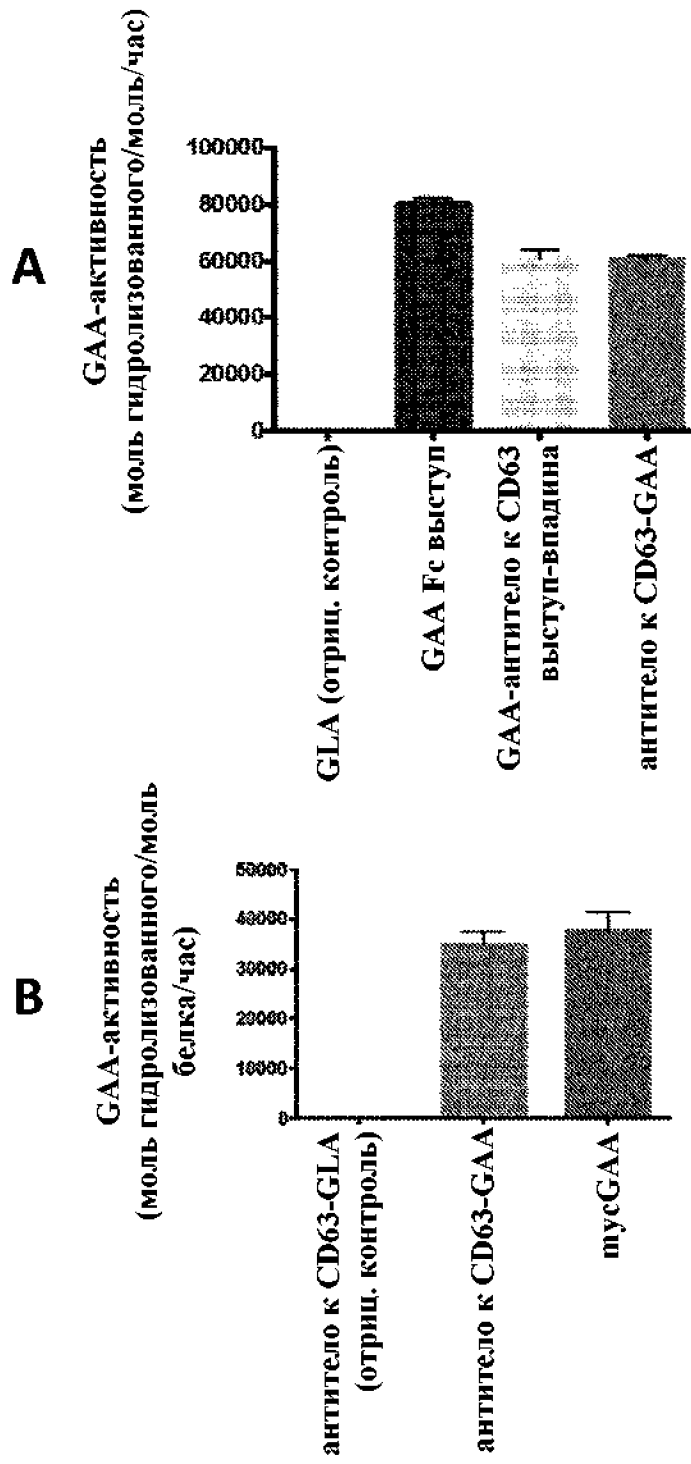 A
GAA-активность
(моль гидролизованного/моль/час)
100000
80000
60000
40000
20000
0
GLA (отриц. контроль)
GAA Fc выступ
GAA-антитело к CD63
выступ-впадина
антитело к CD63-GAA
B
GAA-активность
(моль гидролизованного/моль
белка/час)
50000
40000
30000
20000
10000
0
антитело к CD63-GLA
(отриц. контроль)
антитело к CD63-GAA
mycGAA